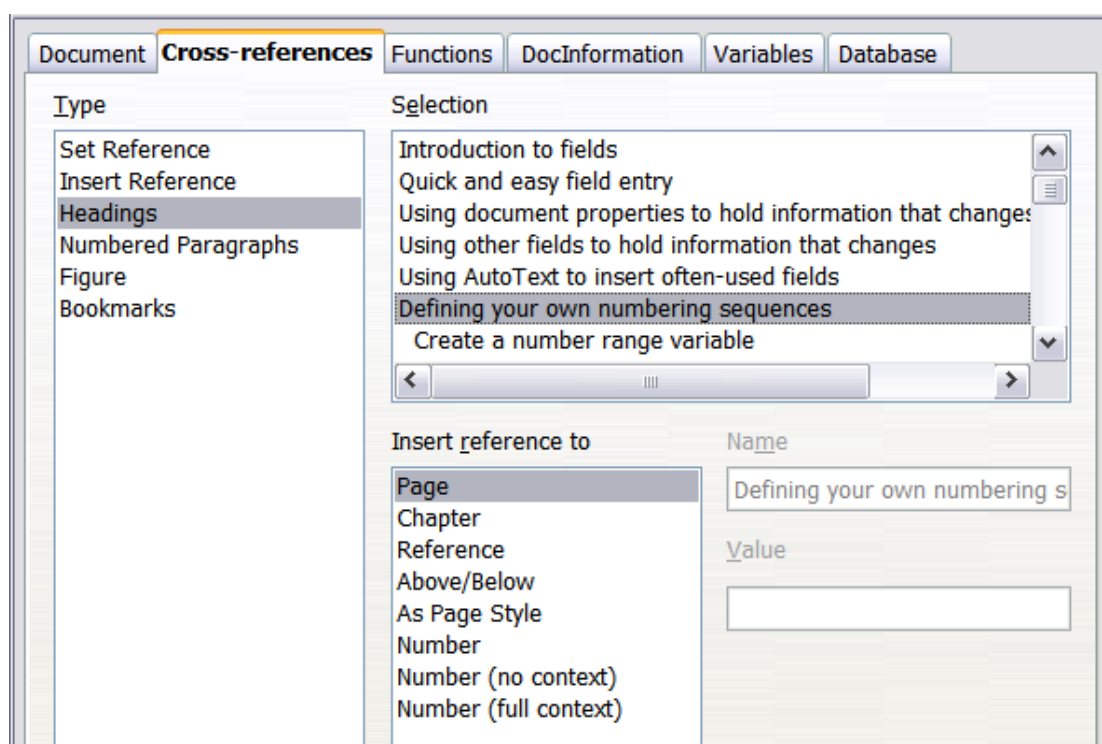 Document Cross-references Functions DocInformation Variables Database
Type
Set Reference
Insert Reference
Headings
Numbered Paragraphs
Figure
Bookmarks
Selection
Introduction to fields
Quick and easy field entry
Using document properties to hold information that changes
Using other fields to hold information that changes
Using AutoText to insert often-used fields
Defining your own numbering sequences
Create a number range variable
Insert reference to
Page
Chapter
Reference
Above/Below
As Page Style
Number
Number (no context)
Number (full context)
Name
Defining your own numbering s
Value